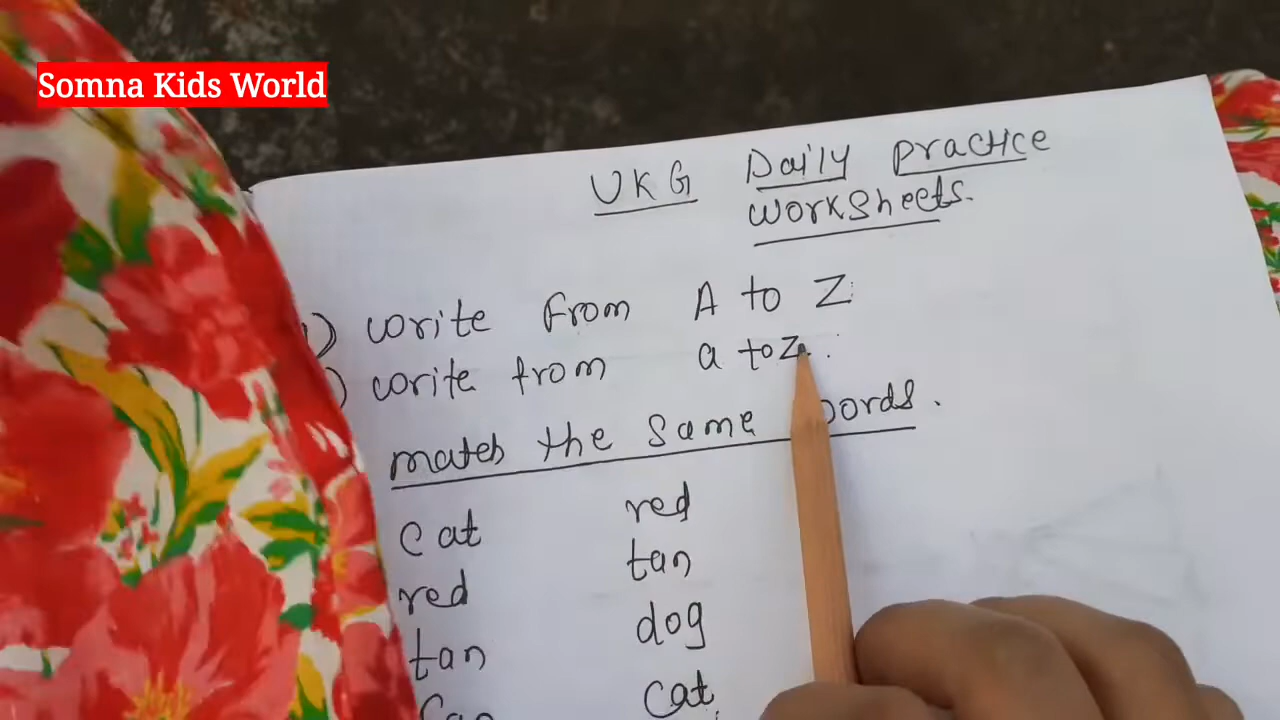 Somna Kids World
UKG Daily Practice
Worksheets.
1) Write From A to Z
) Write from a to z.
match the same words.
cat red
red tan
tan dog
cat